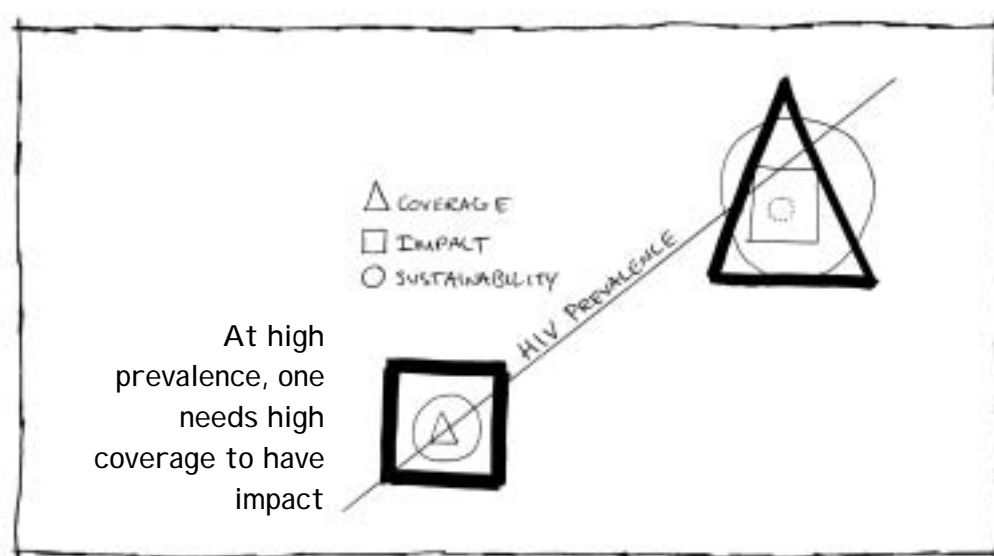 COVERAGE
IMPACT
SUSTAINABILITY
HIV PREVALENCE
At high
prevalence, one
needs high
coverage to have
impact